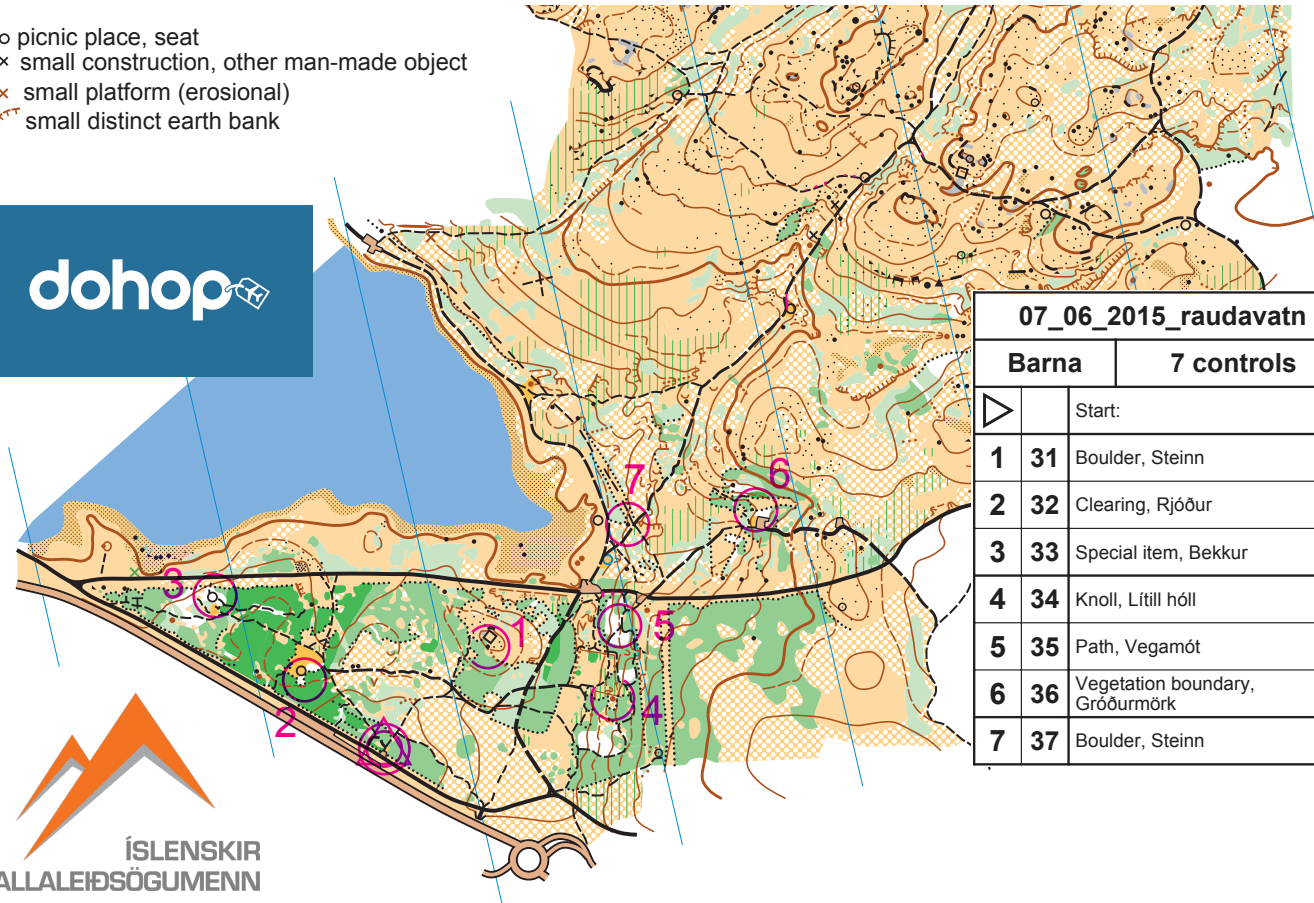 picnic place, seat
small construction, other man-made object
small platform (erosional)
small distinct earth bank
dohop
07_06_2015_raudavatn
Barna 7 controls
Start:
1 31 Boulder, Steinn
2 32 Clearing, Rjóður
3 33 Special item, Bekkur
4 34 Knoll, Lítill hóll
5 35 Path, Vegamót
6 36 Vegetation boundary,
Gróðurmörk
7 37 Boulder, Steinn
7
6
3
1
5
4
2
ÍSLENSKIR
ALLALEIÐSÖGUMENN